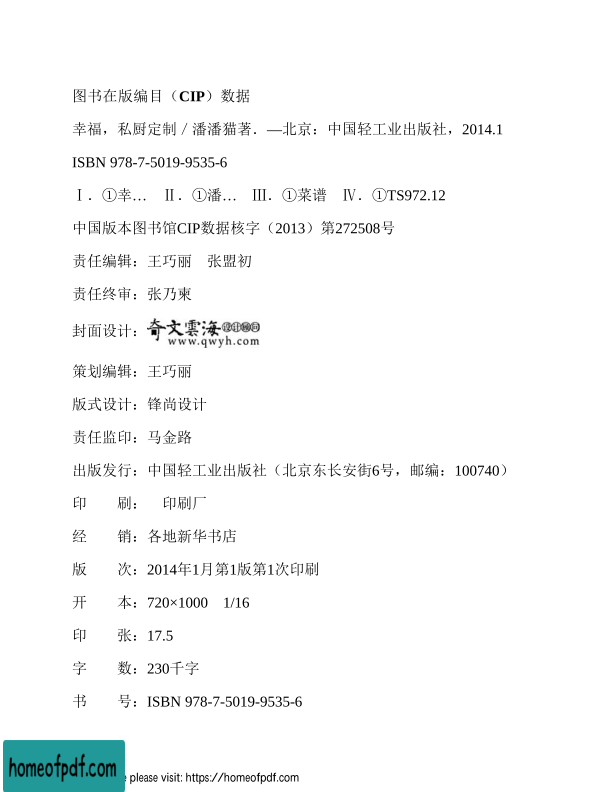 图书在版编目（CIP）数据
幸福，私厨定制／潘潘猫著．—北京：中国轻工业出版社，2014.1
ISBN 978-7-5019-9535-6
Ⅰ．①幸… Ⅱ．①潘… Ⅲ．①菜谱 Ⅳ．①TS972.12
中国版本图书馆CIP数据核字（2013）第272508号
责任编辑：王巧丽 张盟初
责任终审：张乃柬
封面设计：奇文雲海设计顾问
www.qwyh.com
策划编辑：王巧丽
版式设计：锋尚设计
责任监印：马金路
出版发行：中国轻工业出版社（北京东长安街6号，邮编：100740）
印 刷： 印刷厂
经 销：各地新华书店
版 次：2014年1月第1版第1次印刷
开 本：720×1000 1/16
印 张：17.5
字 数：230千字
书 号：ISBN 978-7-5019-9535-6
homeofpdf.com
please visit: https://homeofpdf.com